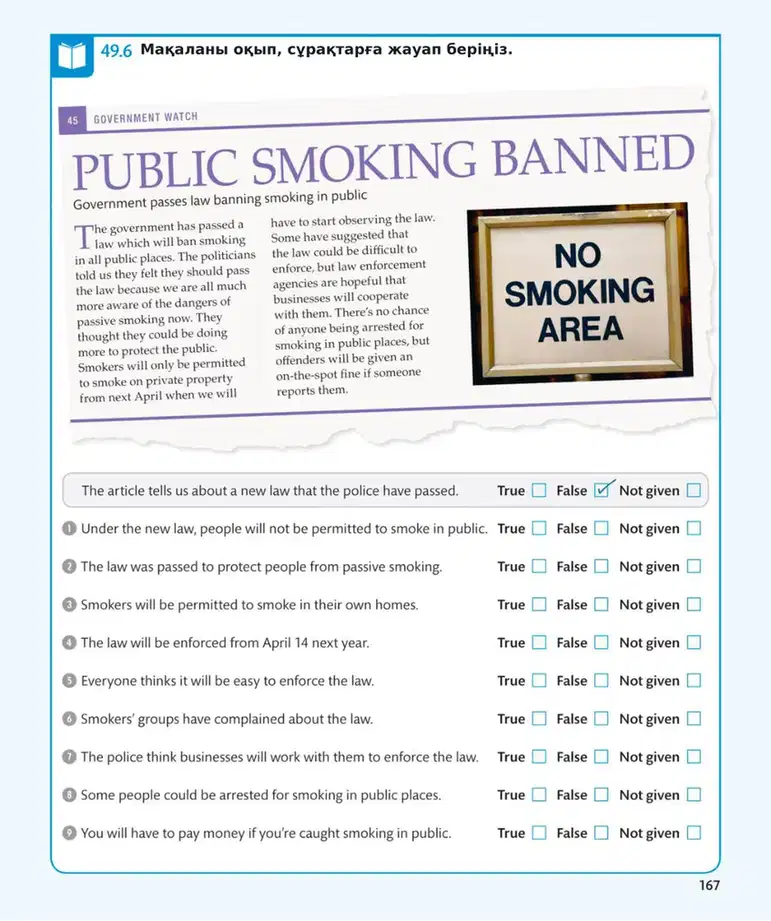 49.6 Мақаланы оқып, сұрақтарға жауап беріңіз.
45 GOVERNMENT WATCH
PUBLIC SMOKING BANNED
Government passes law banning smoking in public
The government has passed a
law which will ban smoking
in all public places. The politicians
told us they felt they should pass
the law because we are all much
more aware of the dangers of
passive smoking now. They
thought they could be doing
more to protect the public.
Smokers will only be permitted
to smoke on private property
from next April when we will
have to start observing the law.
Some have suggested that
the law could be difficult to
enforce, but law enforcement
agencies are hopeful that
businesses will cooperate
with them. There's no chance
of anyone being arrested for
smoking in public places, but
offenders will be given an
on-the-spot fine if someone
reports them.
NO
SMOKING
AREA
The article tells us about a new law that the police have passed. True False Not given
1 Under the new law, people will not be permitted to smoke in public. True False Not given
2 The law was passed to protect people from passive smoking. True False Not given
3 Smokers will be permitted to smoke in their own homes. True False Not given
4 The law will be enforced from April 14 next year. True False Not given
5 Everyone thinks it will be easy to enforce the law. True False Not given
6 Smokers' groups have complained about the law. True False Not given
7 The police think businesses will work with them to enforce the law. True False Not given
8 Some people could be arrested for smoking in public places. True False Not given
9 You will have to pay money if you're caught smoking in public. True False Not given
167